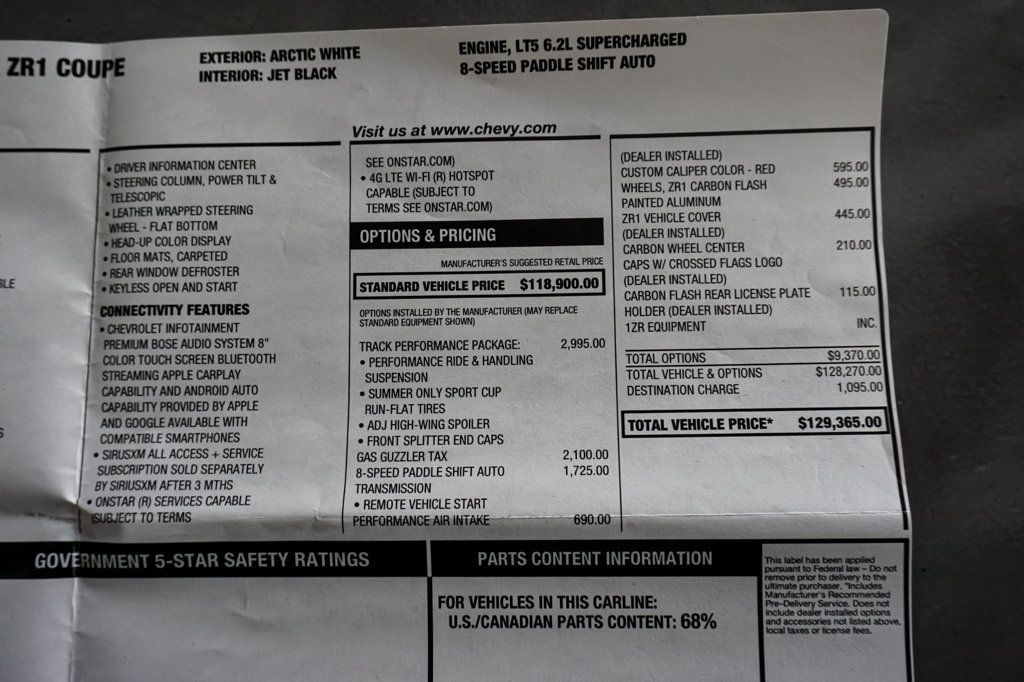 ZR1 COUPE
EXTERIOR: ARCTIC WHITE
INTERIOR: JET BLACK
ENGINE, LT5 6.2L SUPERCHARGED
8-SPEED PADDLE SHIFT AUTO
Visit us at www.chevy.com
• DRIVER INFORMATION CENTER
• STEERING COLUMN, POWER TILT &
TELESCOPIC
• LEATHER WRAPPED STEERING
WHEEL - FLAT BOTTOM
• HEAD-UP COLOR DISPLAY
• FLOOR MATS, CARPETED
• REAR WINDOW DEFROSTER
• KEYLESS OPEN AND START
CONNECTIVITY FEATURES
• CHEVROLET INFOTAINMENT
PREMIUM BOSE AUDIO SYSTEM 8"
COLOR TOUCH SCREEN BLUETOOTH
STREAMING APPLE CARPLAY
CAPABILITY AND ANDROID AUTO
CAPABILITY PROVIDED BY APPLE
AND GOOGLE AVAILABLE WITH
COMPATIBLE SMARTPHONES
• SIRIUSXM ALL ACCESS + SERVICE
SUBSCRIPTION SOLD SEPARATELY
BY SIRIUSXM AFTER 3 MTHS
• ONSTAR (R) SERVICES CAPABLE
(SUBJECT TO TERMS
SEE ONSTAR.COM)
• 4G LTE WI-FI (R) HOTSPOT
CAPABLE (SUBJECT TO
TERMS SEE ONSTAR.COM)
OPTIONS & PRICING
MANUFACTURER'S SUGGESTED RETAIL PRICE
STANDARD VEHICLE PRICE $118,900.00
OPTIONS INSTALLED BY THE MANUFACTURER (MAY REPLACE
STANDARD EQUIPMENT SHOWN)
TRACK PERFORMANCE PACKAGE: 2,995.00
• PERFORMANCE RIDE & HANDLING
SUSPENSION
• SUMMER ONLY SPORT CUP
RUN-FLAT TIRES
• ADJ HIGH-WING SPOILER
• FRONT SPLITTER END CAPS
GAS GUZZLER TAX 2,100.00
8-SPEED PADDLE SHIFT AUTO 1,725.00
TRANSMISSION
• REMOTE VEHICLE START
PERFORMANCE AIR INTAKE 690.00
(DEALER INSTALLED)
CUSTOM CALIPER COLOR - RED 595.00
WHEELS, ZR1 CARBON FLASH 495.00
PAINTED ALUMINUM
ZR1 VEHICLE COVER 445.00
(DEALER INSTALLED)
CARBON WHEEL CENTER 210.00
CAPS W/ CROSSED FLAGS LOGO
(DEALER INSTALLED)
CARBON FLASH REAR LICENSE PLATE 115.00
HOLDER (DEALER INSTALLED)
1ZR EQUIPMENT INC.
TOTAL OPTIONS $9,370.00
TOTAL VEHICLE & OPTIONS $128,270.00
DESTINATION CHARGE 1,095.00
TOTAL VEHICLE PRICE* $129,365.00
BLE
S
GOVERNMENT 5-STAR SAFETY RATINGS
PARTS CONTENT INFORMATION
FOR VEHICLES IN THIS CARLINE:
U.S./CANADIAN PARTS CONTENT: 68%
This label has been applied
pursuant to Federal law – Do not
remove prior to delivery to the
ultimate purchaser. *Includes
Manufacturer's Recommended
Pre-Delivery Service. Does not
include dealer installed options
and accessories not listed above,
local taxes or license fees.